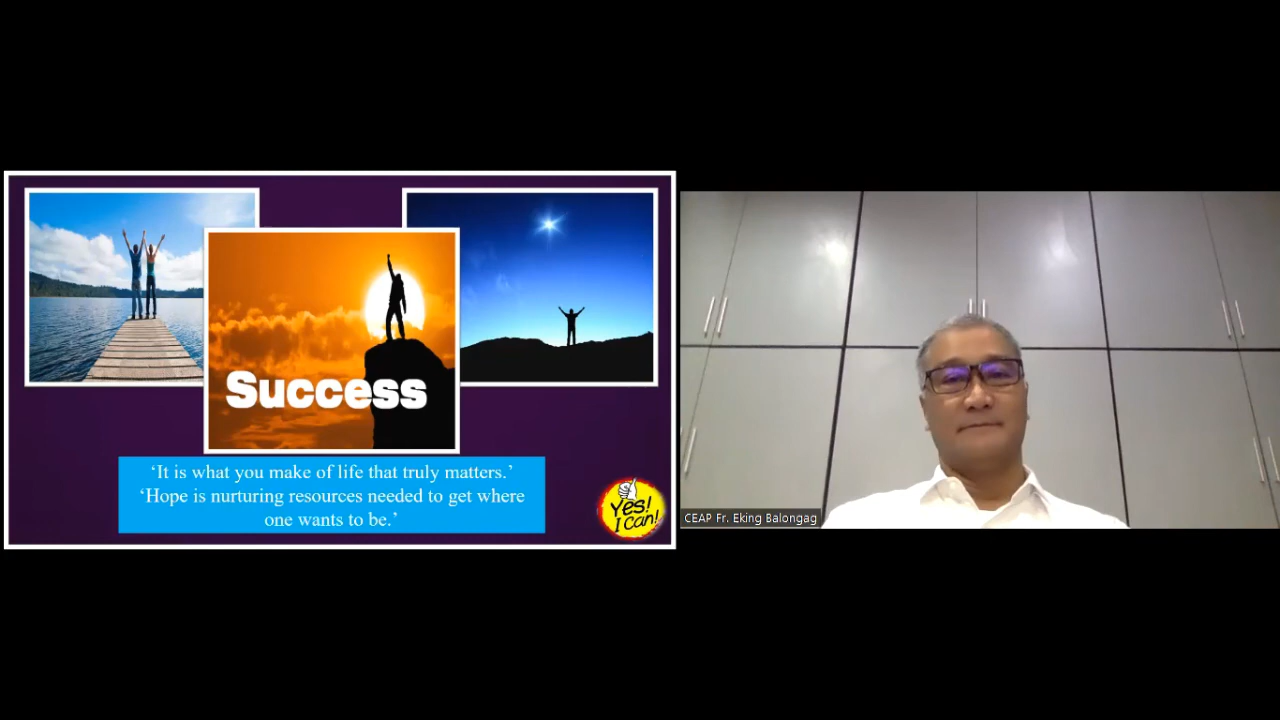 Success
‘It is what you make of life that truly matters.’
‘Hope is nurturing resources needed to get where
one wants to be.’
Yes!
I can!
CEAP Fr. Eking Balongag